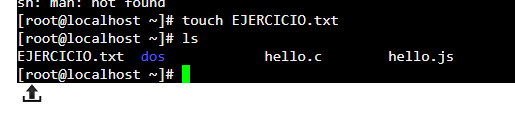 sh: man: not found
[root@localhost ~]# touch EJERCICIO.txt
[root@localhost ~]# ls
EJERCICIO.txt  dos            hello.c        hello.js
[root@localhost ~]#